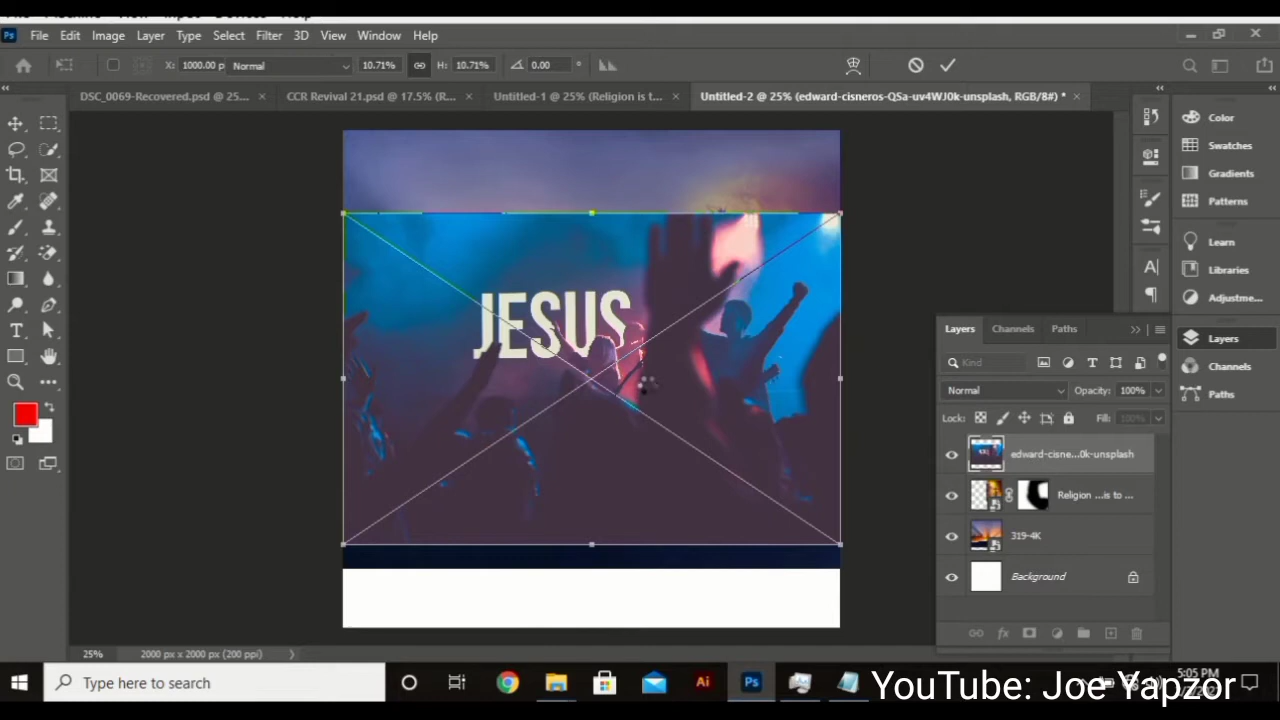 File Edit Image Layer Type Select Filter 3D View Window Help
X: 1000.00 p Normal 10.71% H: 10.71% 0.00 °
DSC_0069-Recovered.psd @ 25... × CCR Revival 21.psd @ 17.5% (R... × Untitled-1 @ 25% (Religion is t... × Untitled-2 @ 25% (edward-cisneros-QSa-uv4WJ0k-unsplash, RGB/8#) * ×
Color
Swatches
Gradients
Patterns
Learn
Libraries
Adjustme...
Layers
Channels
Paths
JESUS
Layers Channels Paths
Kind
Normal Opacity: 100%
Lock: Fill: 100%
edward-cisne...0k-unsplash
Religion ...is to ...
319-4K
Background
25% 2000 px x 2000 px (200 ppi)
Type here to search
5:05 PM
YouTube: Joe Yapzor